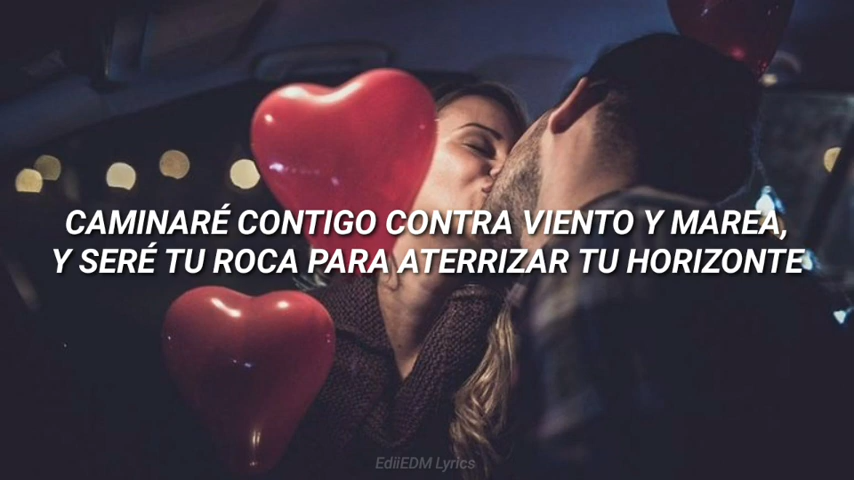 CAMINARÉ CONTIGO CONTRA VIENTO Y MAREA,
Y SERÉ TU ROCA PARA ATERRIZAR TU HORIZONTE
EdiiEDM Lyrics